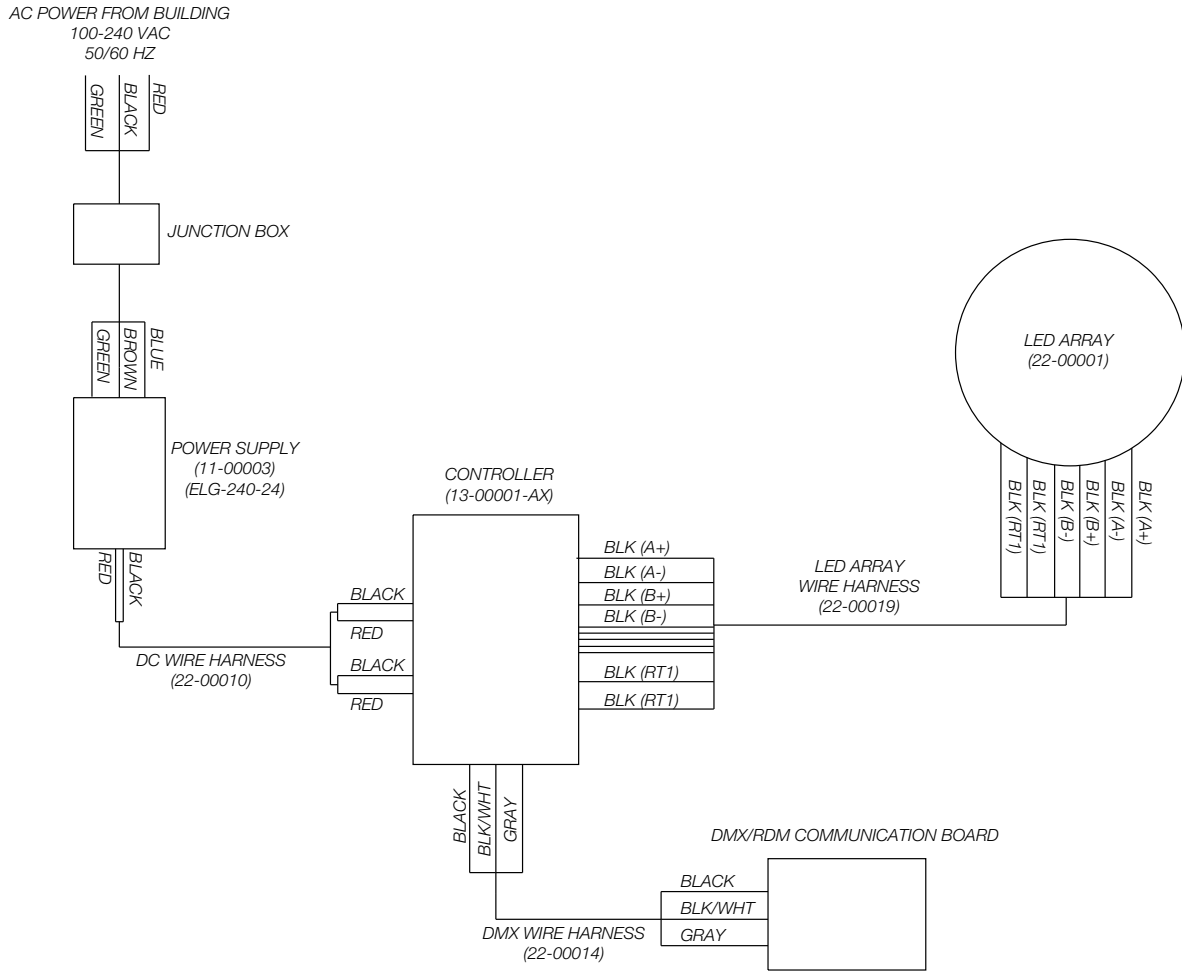 AC POWER FROM BUILDING
100-240 VAC
50/60 HZ
GREEN
BLACK
RED
JUNCTION BOX
GREEN
BROWN
BLUE
POWER SUPPLY
(11-00003)
(ELG-240-24)
RED
BLACK
DC WIRE HARNESS
(22-00010)
BLACK
RED
BLACK
RED
CONTROLLER
(13-00001-AX)
BLK (A+)
BLK (A-)
BLK (B+)
BLK (B-)
BLK (RT1)
BLK (RT1)
LED ARRAY
WIRE HARNESS
(22-00019)
LED ARRAY
(22-00001)
BLK (RT1)
BLK (RT1)
BLK (B-)
BLK (B+)
BLK (A-)
BLK (A+)
BLACK
BLK/WHT
GRAY
DMX WIRE HARNESS
(22-00014)
DMX/RDM COMMUNICATION BOARD
BLACK
BLK/WHT
GRAY